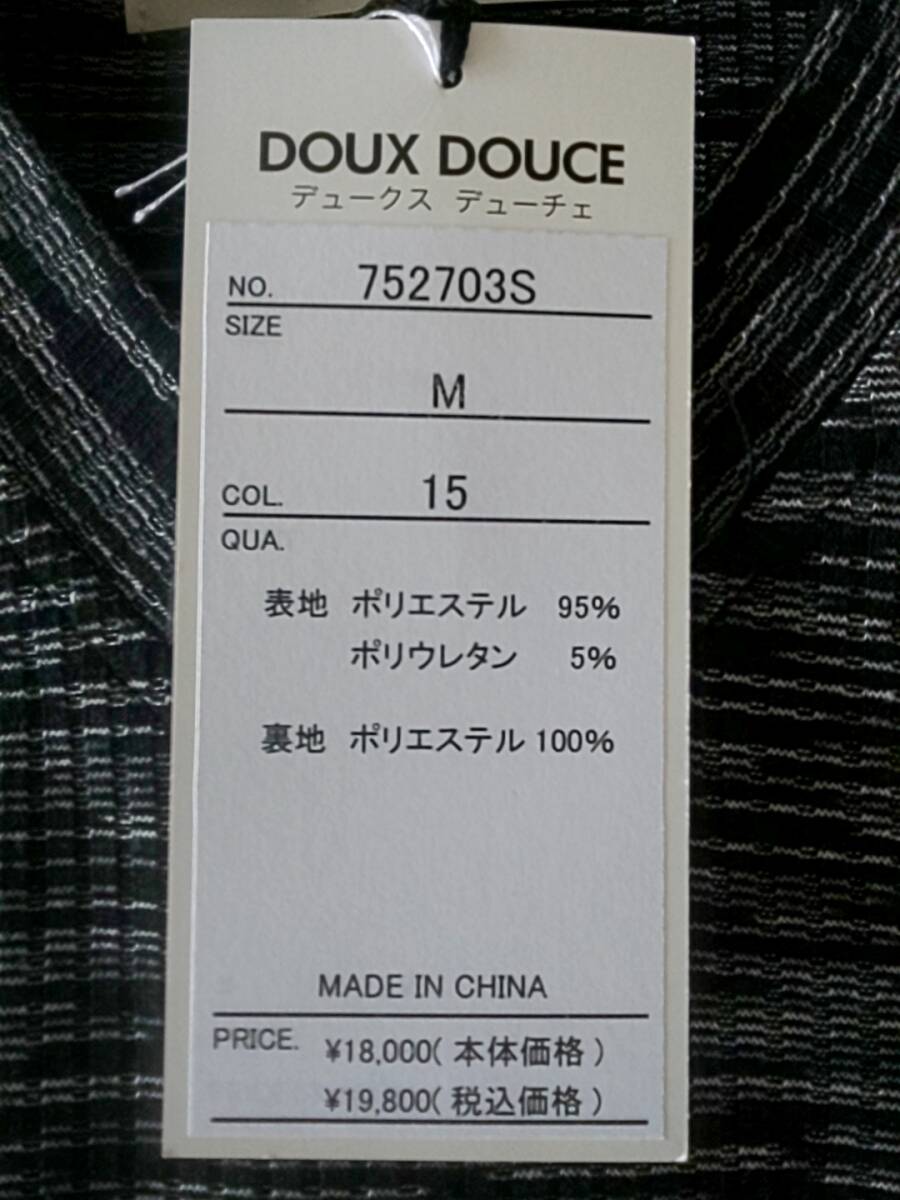 DOUX DOUCE
デュークス デューチェ
NO. 752703S
SIZE
M
COL. 15
QUA.
表地 ポリエステル 95%
ポリウレタン 5%
裏地 ポリエステル 100%
MADE IN CHINA
PRICE. ¥18,000( 本体価格 )
¥19,800( 税込価格 )